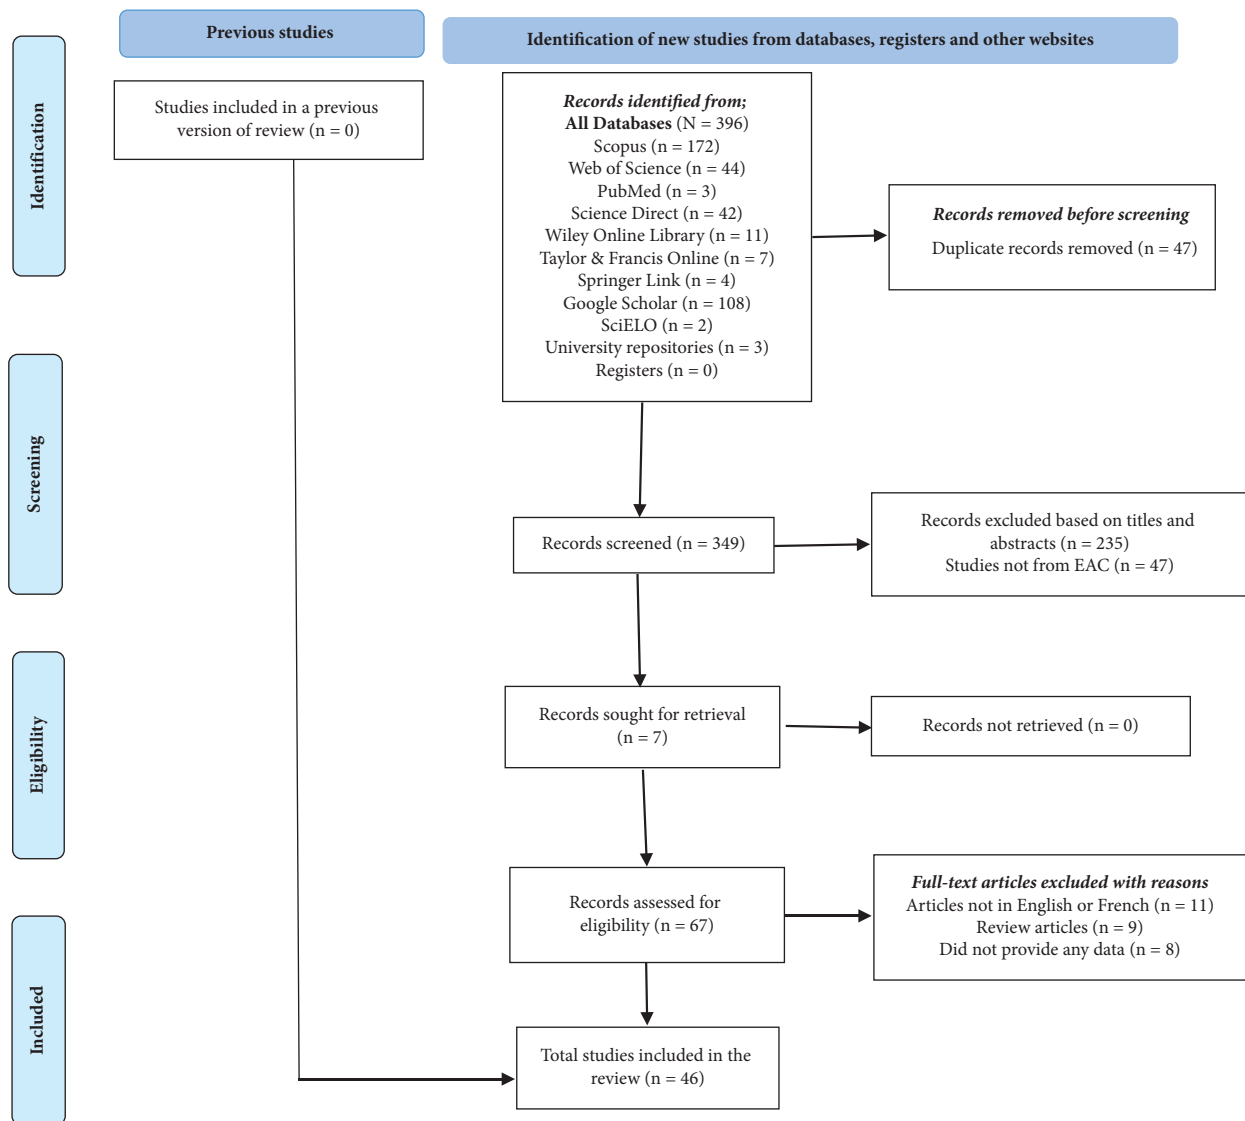 Previous studies
Identification of new studies from databases, registers and other websites
Identification
Studies included in a previous
version of review (n = 0)
Records identified from;
All Databases (N = 396)
Scopus (n = 172)
Web of Science (n = 44)
PubMed (n = 3)
Science Direct (n = 42)
Wiley Online Library (n = 11)
Taylor & Francis Online (n = 7)
Springer Link (n = 4)
Google Scholar (n = 108)
SciELO (n = 2)
University repositories (n = 3)
Registers (n = 0)
Records removed before screening
Duplicate records removed (n = 47)
Screening
Records screened (n = 349)
Records excluded based on titles and
abstracts (n = 235)
Studies not from EAC (n = 47)
Eligibility
Records sought for retrieval
(n = 7)
Records not retrieved (n = 0)
Records assessed for
eligibility (n = 67)
Full-text articles excluded with reasons
Articles not in English or French (n = 11)
Review articles (n = 9)
Did not provide any data (n = 8)
Included
Total studies included in the
review (n = 46)